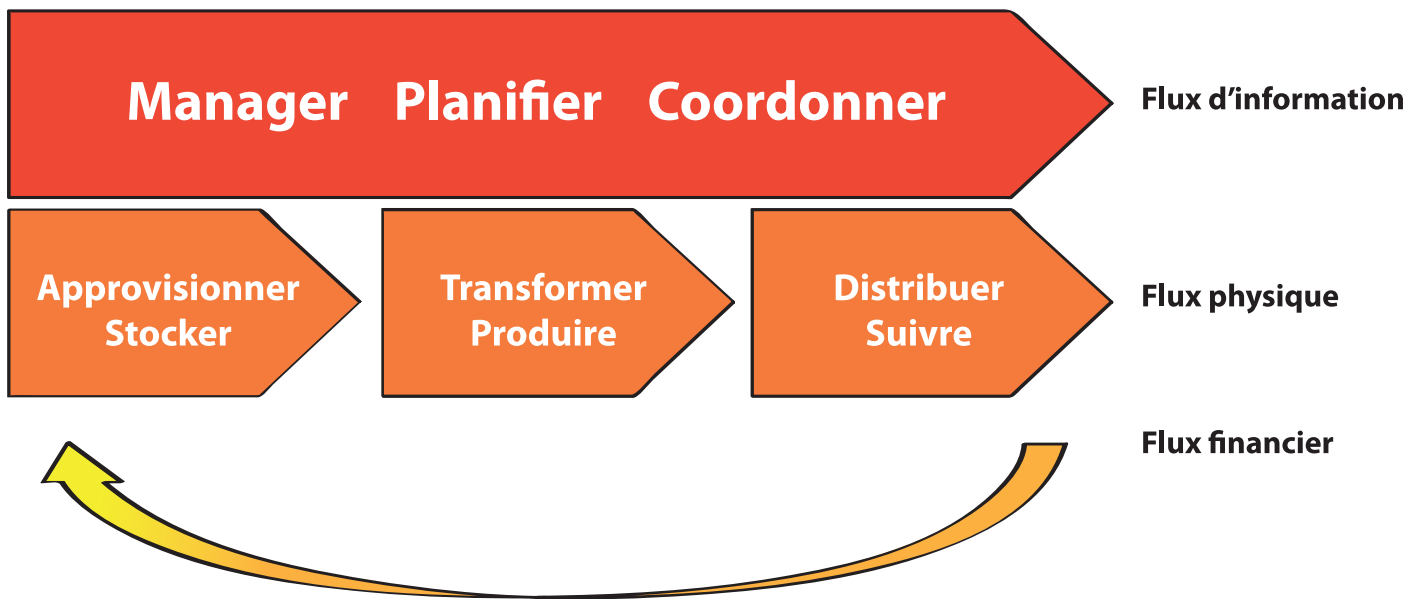 Manager Planifier Coordonner
Flux d’information
Approvisionner
Stocker
Transformer
Produire
Distribuer
Suivre
Flux physique
Flux financier